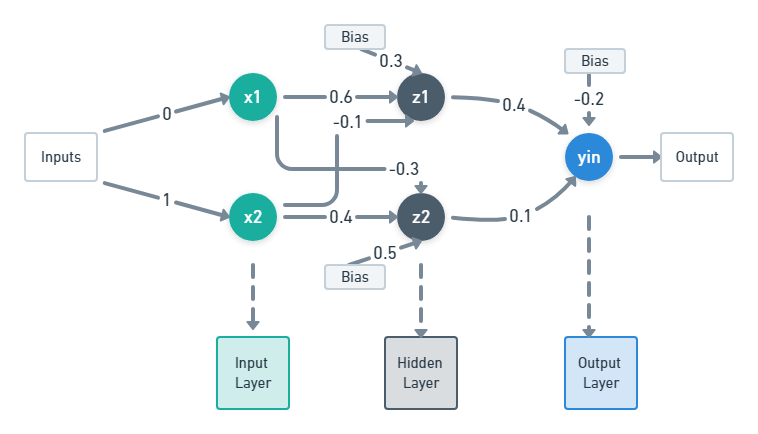 Bias
0.3
Bias
x1
0.6
z1
0.4
-0.2
0
-0.1
Inputs
yin
Output
-0.3
1
x2
0.4
z2
0.1
0.5
Bias
Input
Layer
Hidden
Layer
Output
Layer